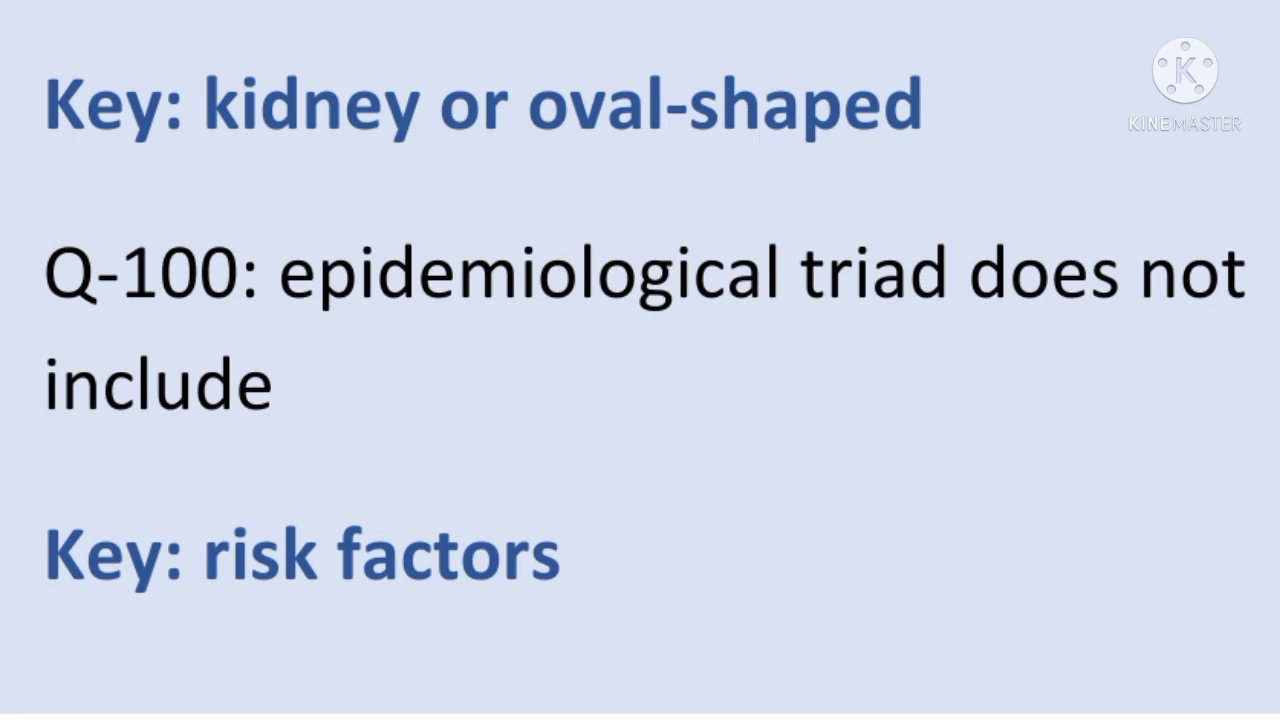 Key: kidney or oval-shaped
K
KINEMASTER
Q-100: epidemiological triad does not
include
Key: risk factors